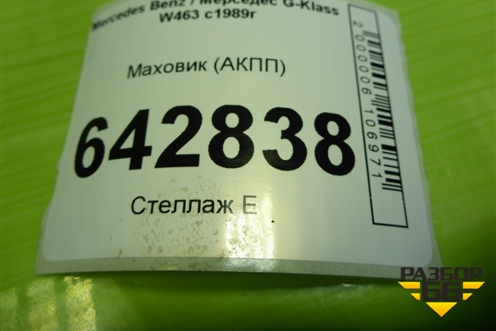 Mercedes Benz / Мерседес G-Klass
W463 с1989г
Маховик (АКПП)
642838
Стеллаж Е
2000006106971
РАЗБОР
66